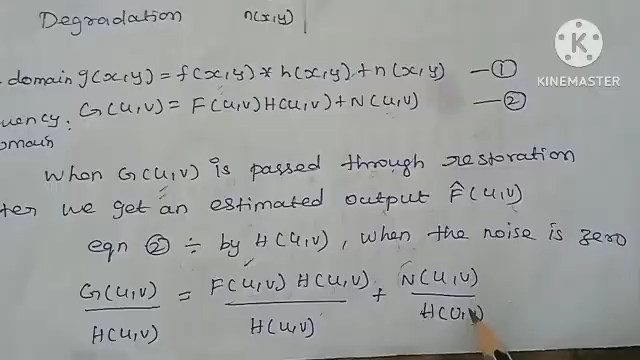 Degradation n(x,y)
domain g(x,y) = f(x,y) * h(x,y) + n(x,y) — ①
uency: G(u,v) = F(u,v) H(u,v) + N(u,v) — ②
omain
When G(u,v) is passed through restoration
ter we get an estimated output F̂(u,v)
eqn ② ÷ by H(u,v), when the noise is zero
G(u,v) / H(u,v) = F(u,v) H(u,v) / H(u,v) + N(u,v) / H(u,v)
KINEMASTER